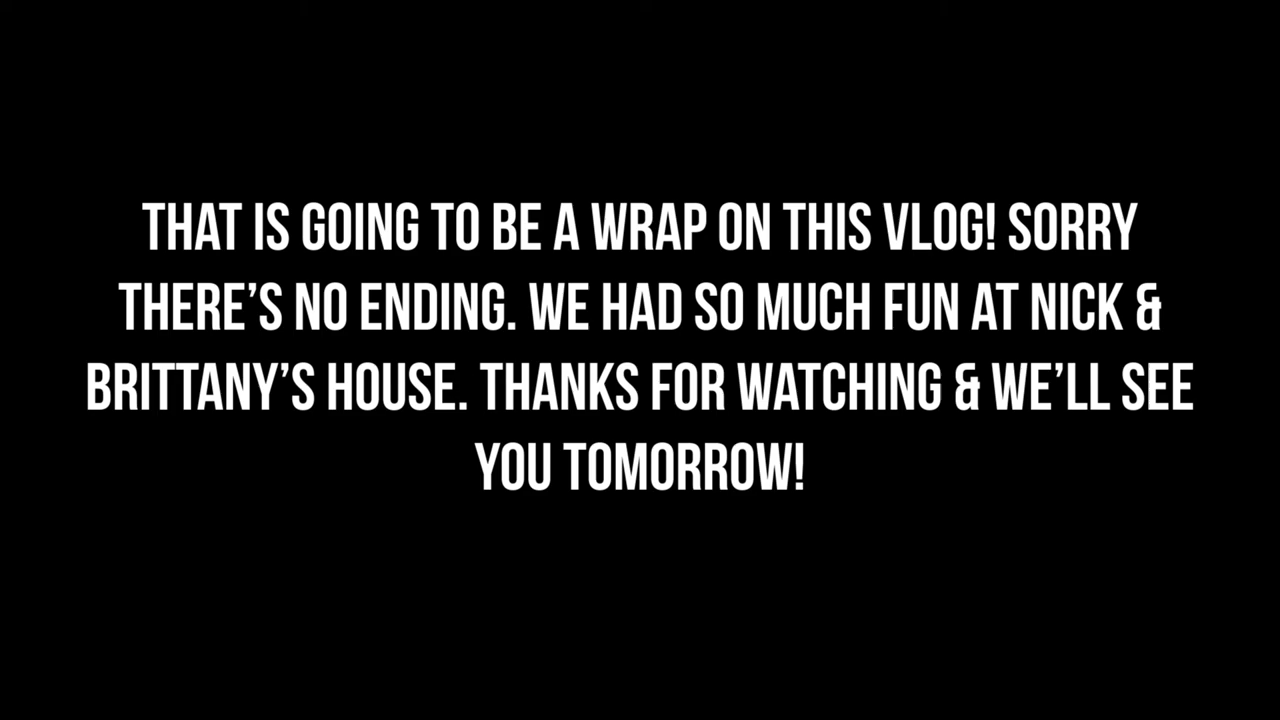 THAT IS GOING TO BE A WRAP ON THIS VLOG! SORRY
THERE’S NO ENDING. WE HAD SO MUCH FUN AT NICK &
BRITTANY’S HOUSE. THANKS FOR WATCHING & WE’LL SEE
YOU TOMORROW!